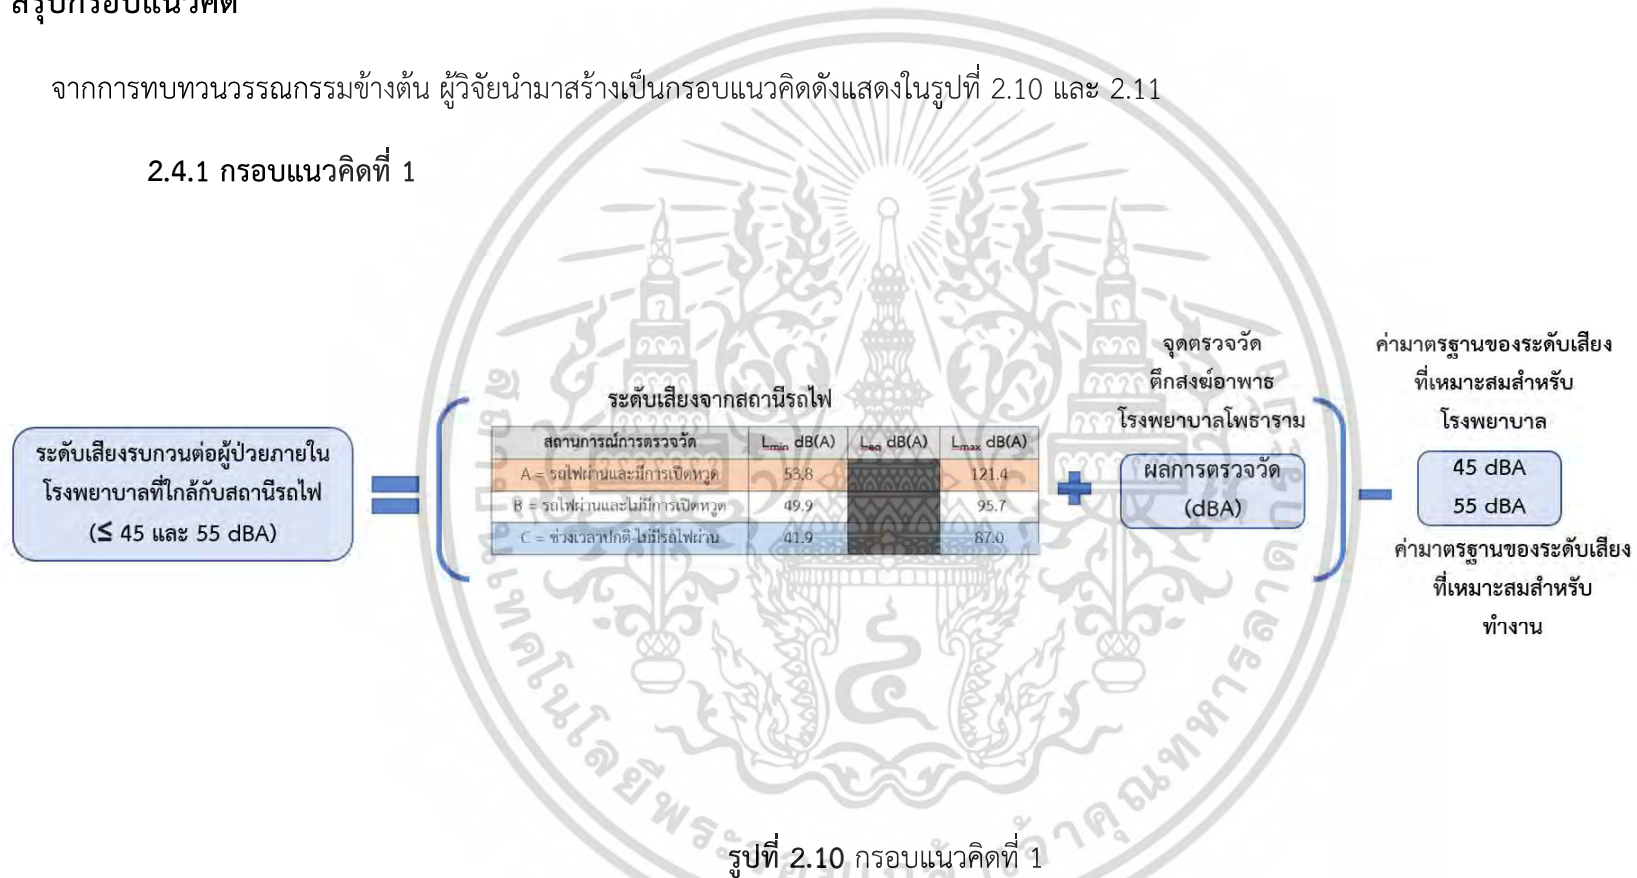 สรุปกรอบแนวคิด
จากการทบทวนวรรณกรรมข้างต้น ผู้วิจัยนำมาสร้างเป็นกรอบแนวคิดดังแสดงในรูปที่ 2.10 และ 2.11
2.4.1 กรอบแนวคิดที่ 1
ระดับเสียงรบกวนต่อผู้ป่วยภายใน
โรงพยาบาลที่ใกล้กับสถานีรถไฟ
(≤ 45 และ 55 dBA)
=
ระดับเสียงจากสถานีรถไฟ
สถานการณ์การตรวจวัด Lmin dB(A) Leq dB(A) Lmax dB(A)
A = รถไฟผ่านและมีการเปิดหวูด 53.8 121.4
B = รถไฟผ่านและไม่มีการเปิดหวูด 49.9 95.7
C = ช่วงเวลาปกติ-ไม่มีรถไฟผ่าน 41.9 87.0
+
จุดตรวจวัด
ตึกสงฆ์อาพาธ
โรงพยาบาลโพธาราม
ผลการตรวจวัด
(dBA)
-
ค่ามาตรฐานของระดับเสียง
ที่เหมาะสมสำหรับ
โรงพยาบาล
45 dBA
55 dBA
ค่ามาตรฐานของระดับเสียง
ที่เหมาะสมสำหรับ
ทำงาน
รูปที่ 2.10 กรอบแนวคิดที่ 1